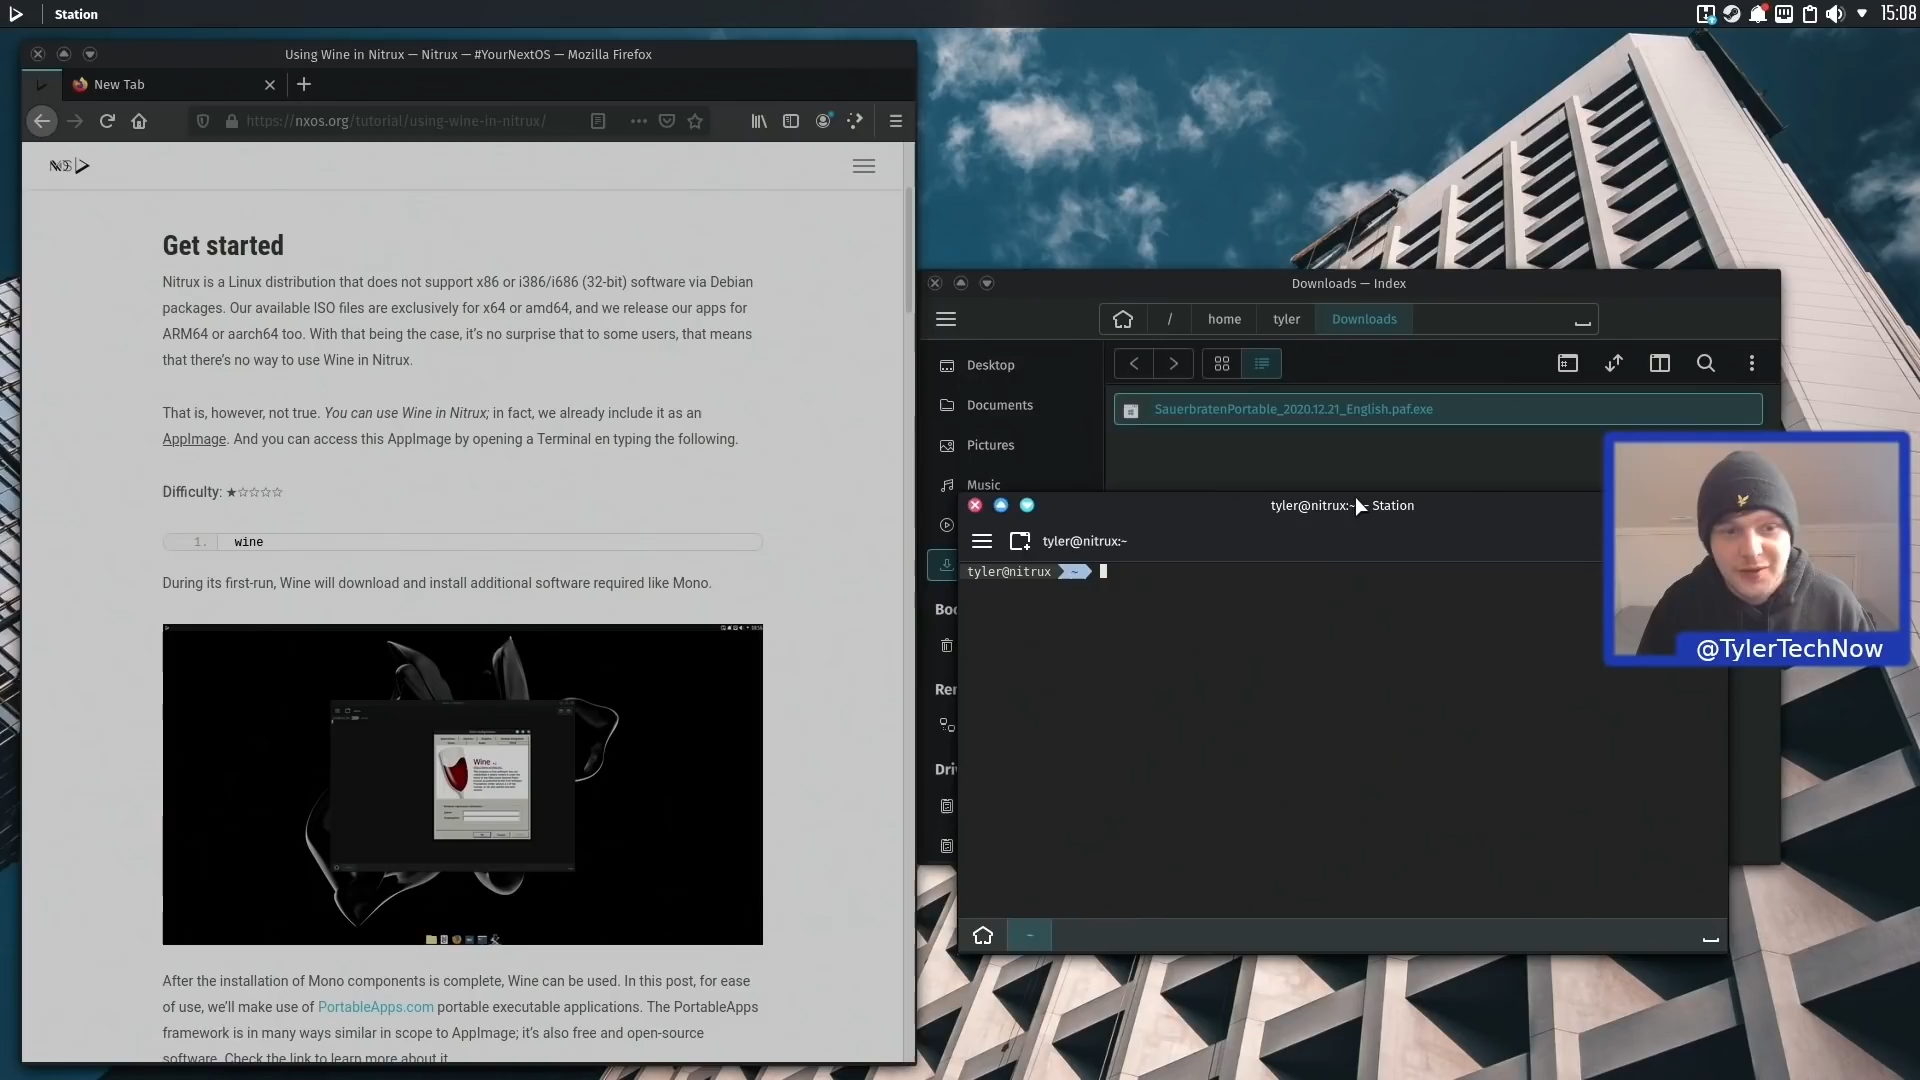 Station
15:08
Using Wine in Nitrux — Nitrux — #YourNextOS — Mozilla Firefox
New Tab
https://nxos.org/tutorial/using-wine-in-nitrux/
Get started
Nitrux is a Linux distribution that does not support x86 or i386/i686 (32-bit) software via Debian
packages. Our available ISO files are exclusively for x64 or amd64, and we release our apps for
ARM64 or aarch64 too. With that being the case, it's no surprise that to some users, that means
that there's no way to use Wine in Nitrux.
That is, however, not true. You can use Wine in Nitrux; in fact, we already include it as an
AppImage. And you can access this AppImage by opening a Terminal en typing the following.
Difficulty: ★☆☆☆☆
1. wine
During its first-run, Wine will download and install additional software required like Mono.
Wine
After the installation of Mono components is complete, Wine can be used. In this post, for ease
of use, we'll make use of PortableApps.com portable executable applications. The PortableApps
framework is in many ways similar in scope to AppImage; it's also free and open-source
software. Check the link to learn more about it.
Downloads — Index
/ home tyler Downloads
Desktop
Documents
Pictures
Music
Boo
Rem
Driv
SauerbratenPortable_2020.12.21_English.paf.exe
tyler@nitrux:~ — Station
tyler@nitrux:~
tyler@nitrux ~
~
@TylerTechNow